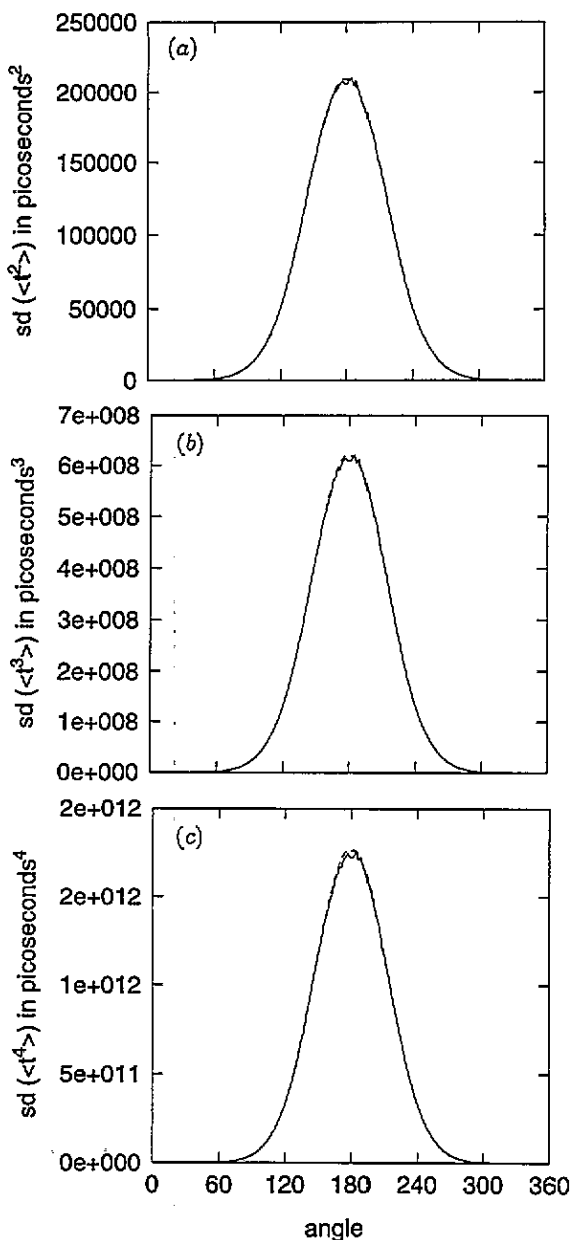 (a)
sd (<t²>) in picoseconds²
250000
200000
150000
100000
50000
0
(b)
sd (<t³>) in picoseconds³
7e+008
6e+008
5e+008
4e+008
3e+008
2e+008
1e+008
0e+000
(c)
sd (<t⁴>) in picoseconds⁴
2e+012
2e+012
1e+012
5e+011
0e+000
0 60 120 180 240 300 360
angle